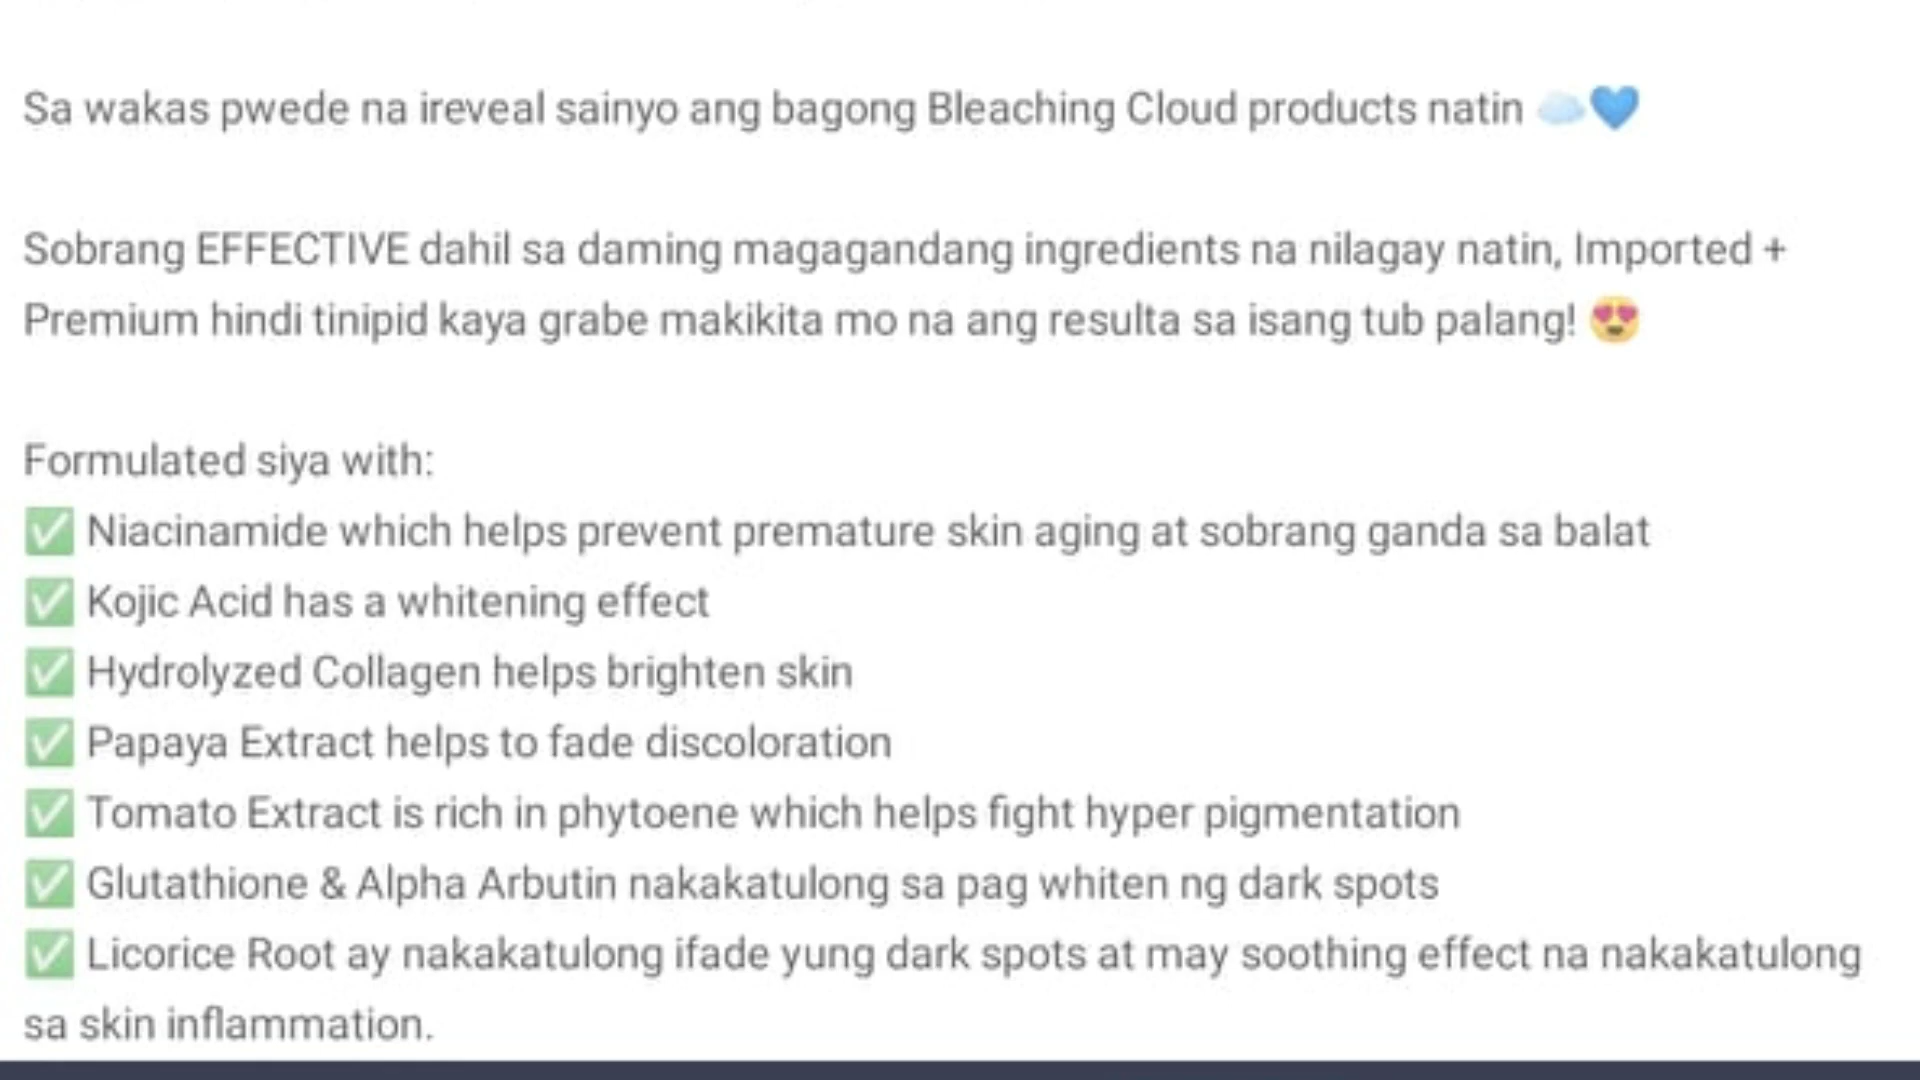 Sa wakas pwede na ireveal sainyo ang bagong Bleaching Cloud products natin ☁️💙
Sobrang EFFECTIVE dahil sa daming magagandang ingredients na nilagay natin, Imported +
Premium hindi tinipid kaya grabe makikita mo na ang resulta sa isang tub palang! 😍
Formulated siya with:
✅ Niacinamide which helps prevent premature skin aging at sobrang ganda sa balat
✅ Kojic Acid has a whitening effect
✅ Hydrolyzed Collagen helps brighten skin
✅ Papaya Extract helps to fade discoloration
✅ Tomato Extract is rich in phytoene which helps fight hyper pigmentation
✅ Glutathione & Alpha Arbutin nakakatulong sa pag whiten ng dark spots
✅ Licorice Root ay nakakatulong ifade yung dark spots at may soothing effect na nakakatulong
sa skin inflammation.